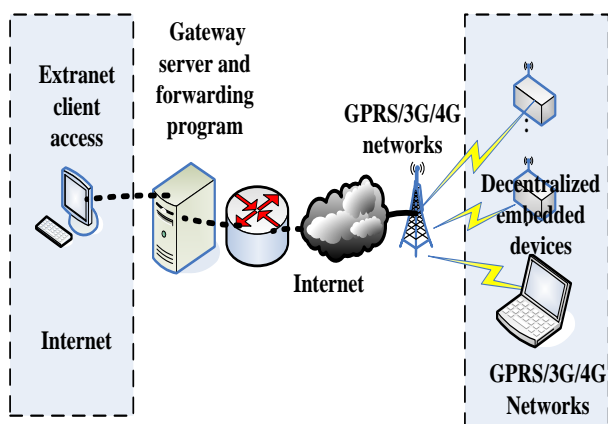 Extranet
client
access
Internet
Gateway
server and
forwarding
program
Internet
GPRS/3G/4G
networks
Decentralized
embedded
devices
GPRS/3G/4G
Networks